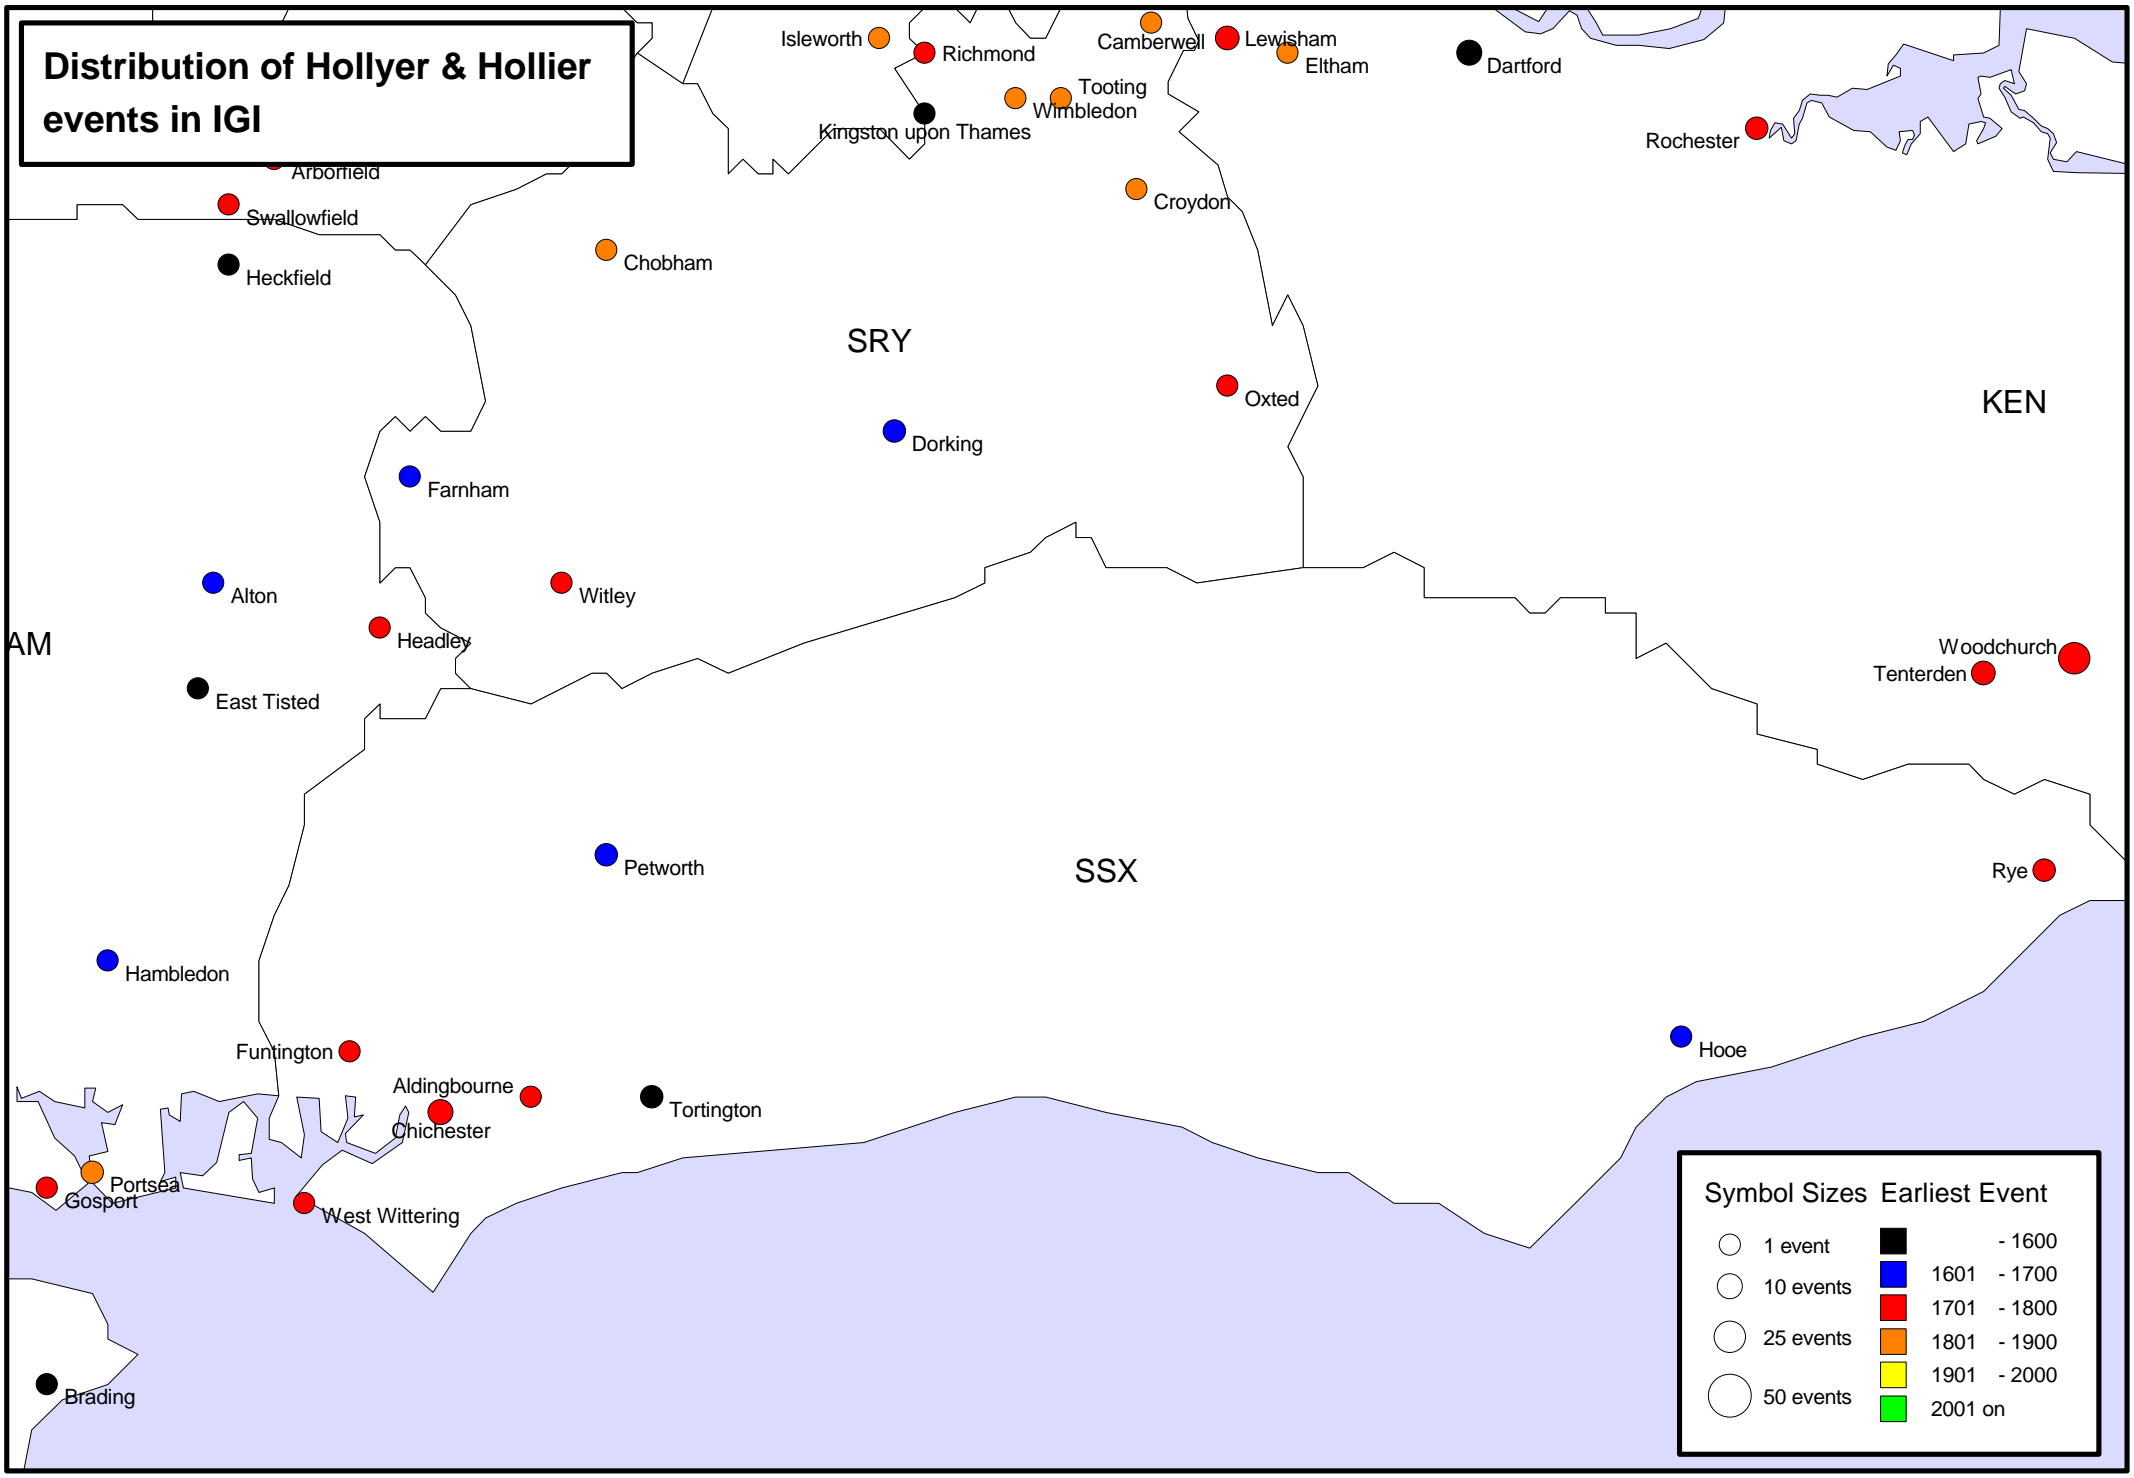 Distribution of Hollyer & Hollier
events in IGI
Isleworth
Richmond
Camberwell
Lewisham
Eltham
Dartford
Tooting
Wimbledon
Kingston upon Thames
Rochester
Arborfield
Swallowfield
Croydon
Heckfield
Chobham
SRY
Oxted
KEN
Dorking
Farnham
Alton
Witley
Headley
AM
Woodchurch
Tenterden
East Tisted
Petworth
SSX
Rye
Hambledon
Funtington
Hooe
Aldingbourne
Tortington
Chichester
Portsea
Gosport
West Wittering
Brading
Symbol Sizes Earliest Event
1 event - 1600
1601 - 1700
10 events
1701 - 1800
25 events
1801 - 1900
1901 - 2000
50 events
2001 on